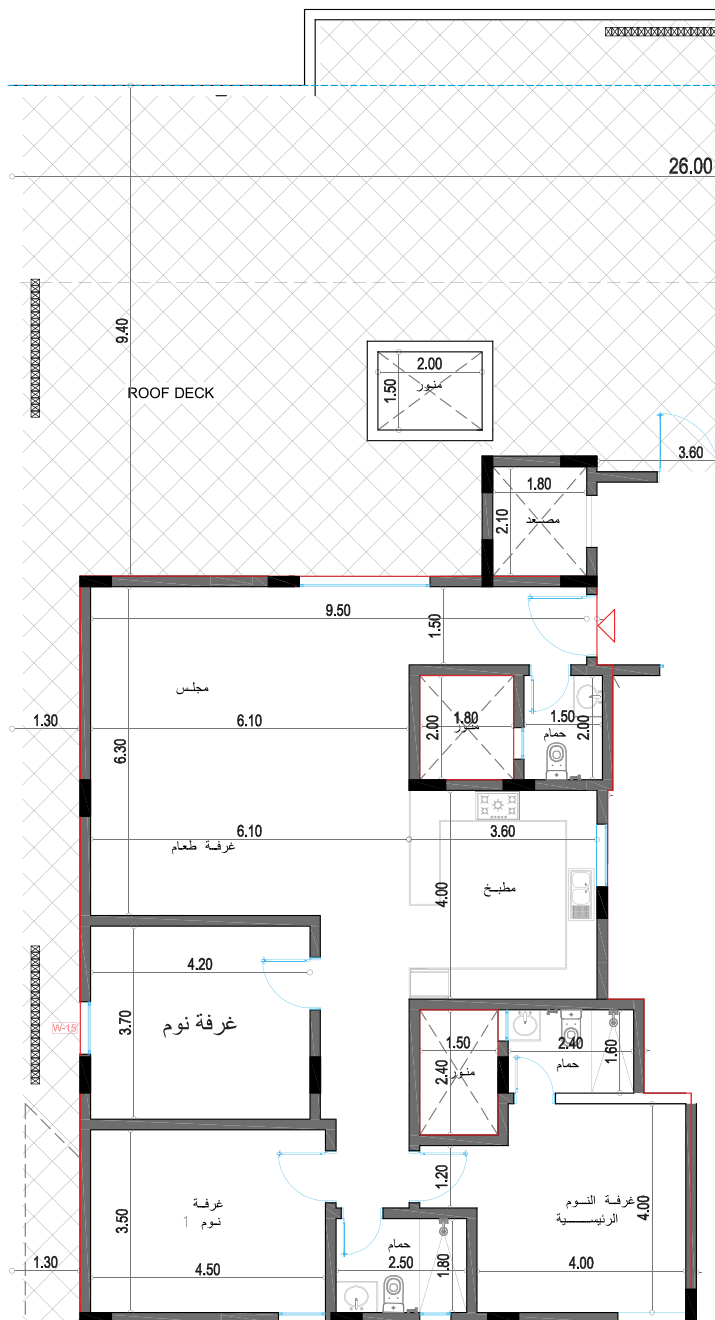 26.00
9.40
2.00
1.50
منور
ROOF DECK
3.60
1.80
2.10
مصعد
9.50
1.50
مجلس
6.30
1.30
6.10
2.00
1.80
منور
1.50
2.00
حمام
6.10
3.60
غرفة طعام
4.00
مطبخ
4.20
3.70
غرفة نوم
W-15
1.50
2.40
منور
2.40
1.60
حمام
1.20
غرفة النوم
الرئيسية
4.00
4.00
3.50
غرفة
نوم 1
4.50
1.30
حمام
2.50
1.80